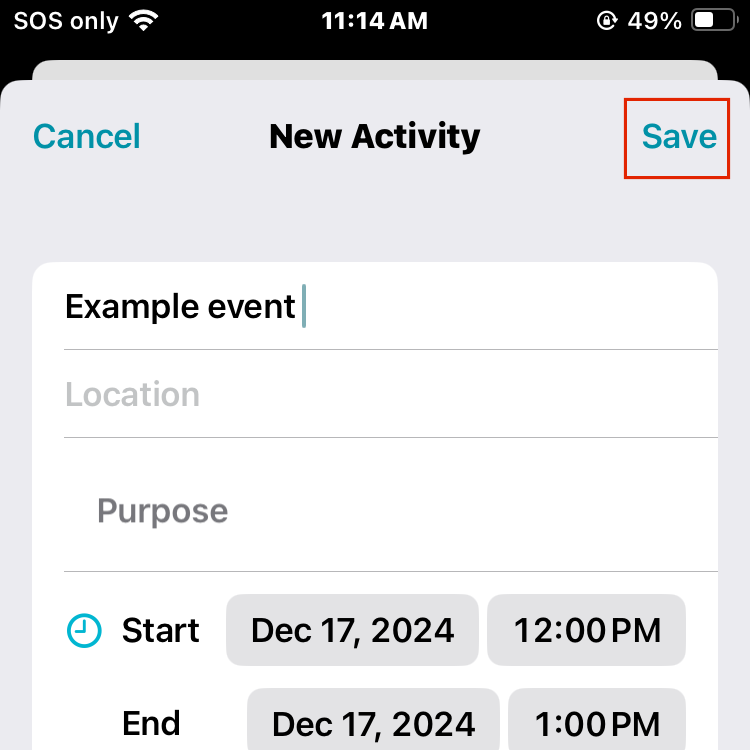 SOS only 11:14 AM 49%
Cancel New Activity Save
Example event
Location
Purpose
Start Dec 17, 2024 12:00 PM
End Dec 17, 2024 1:00 PM